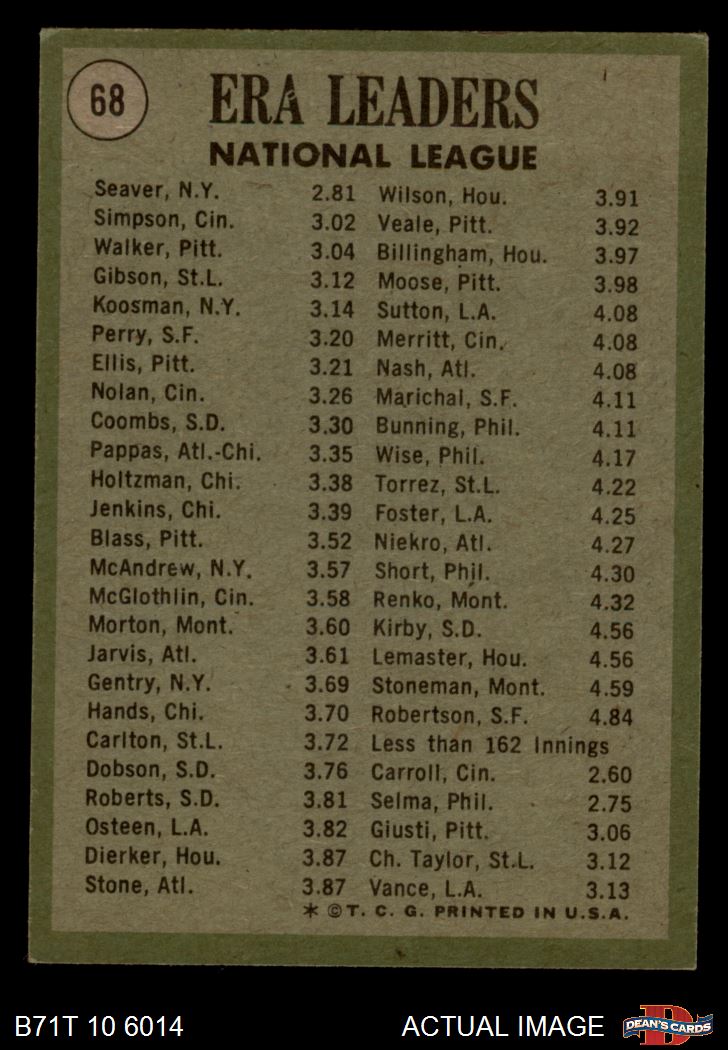 68
ERA LEADERS
NATIONAL LEAGUE
Seaver, N.Y. 2.81
Simpson, Cin. 3.02
Walker, Pitt. 3.04
Gibson, St.L. 3.12
Koosman, N.Y. 3.14
Perry, S.F. 3.20
Ellis, Pitt. 3.21
Nolan, Cin. 3.26
Coombs, S.D. 3.30
Pappas, Atl.-Chi. 3.35
Holtzman, Chi. 3.38
Jenkins, Chi. 3.39
Blass, Pitt. 3.52
McAndrew, N.Y. 3.57
McGlothlin, Cin. 3.58
Morton, Mont. 3.60
Jarvis, Atl. 3.61
Gentry, N.Y. 3.69
Hands, Chi. 3.70
Carlton, St.L. 3.72
Dobson, S.D. 3.76
Roberts, S.D. 3.81
Osteen, L.A. 3.82
Dierker, Hou. 3.87
Stone, Atl. 3.87
Wilson, Hou. 3.91
Veale, Pitt. 3.92
Billingham, Hou. 3.97
Moose, Pitt. 3.98
Sutton, L.A. 4.08
Merritt, Cin. 4.08
Nash, Atl. 4.08
Marichal, S.F. 4.11
Bunning, Phil. 4.11
Wise, Phil. 4.17
Torrez, St.L. 4.22
Foster, L.A. 4.25
Niekro, Atl. 4.27
Short, Phil. 4.30
Renko, Mont. 4.32
Kirby, S.D. 4.56
Lemaster, Hou. 4.56
Stoneman, Mont. 4.59
Robertson, S.F. 4.84
Less than 162 Innings
Carroll, Cin. 2.60
Selma, Phil. 2.75
Giusti, Pitt. 3.06
Ch. Taylor, St.L. 3.12
Vance, L.A. 3.13
* © T. C. G. PRINTED IN U.S.A.
B71T 10 6014
ACTUAL IMAGE
D
DEAN'S CARDS